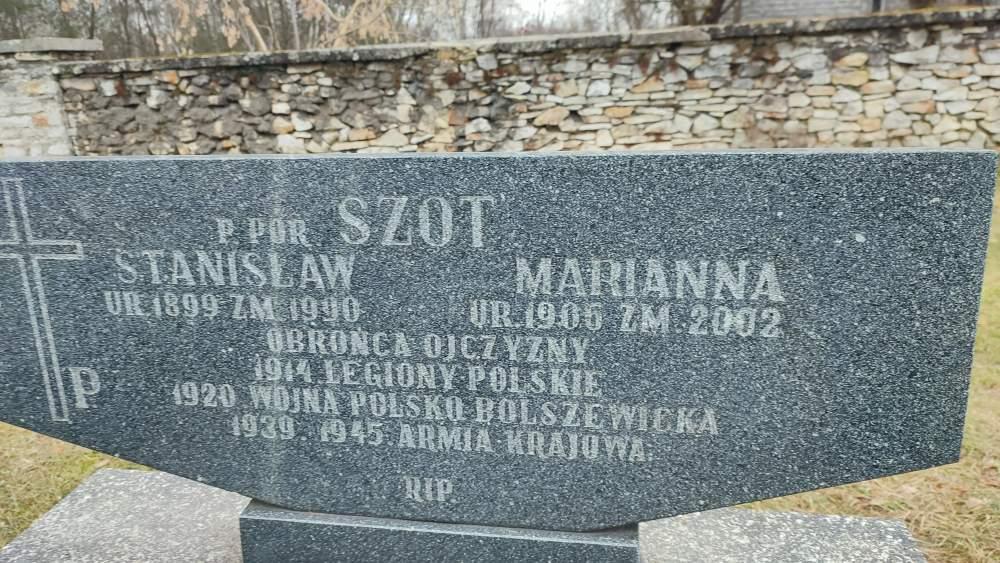 P. POR. SZOT
STANISŁAW MARIANNA
UR. 1899 ZM. 1990 UR. 1905 ZM. 2002
OBROŃCA OJCZYZNY
1914 LEGIONY POLSKIE
1920 WOJNA POLSKO BOLSZEWICKA
1939. 1945 ARMIA KRAJOWA.
P
RIP.